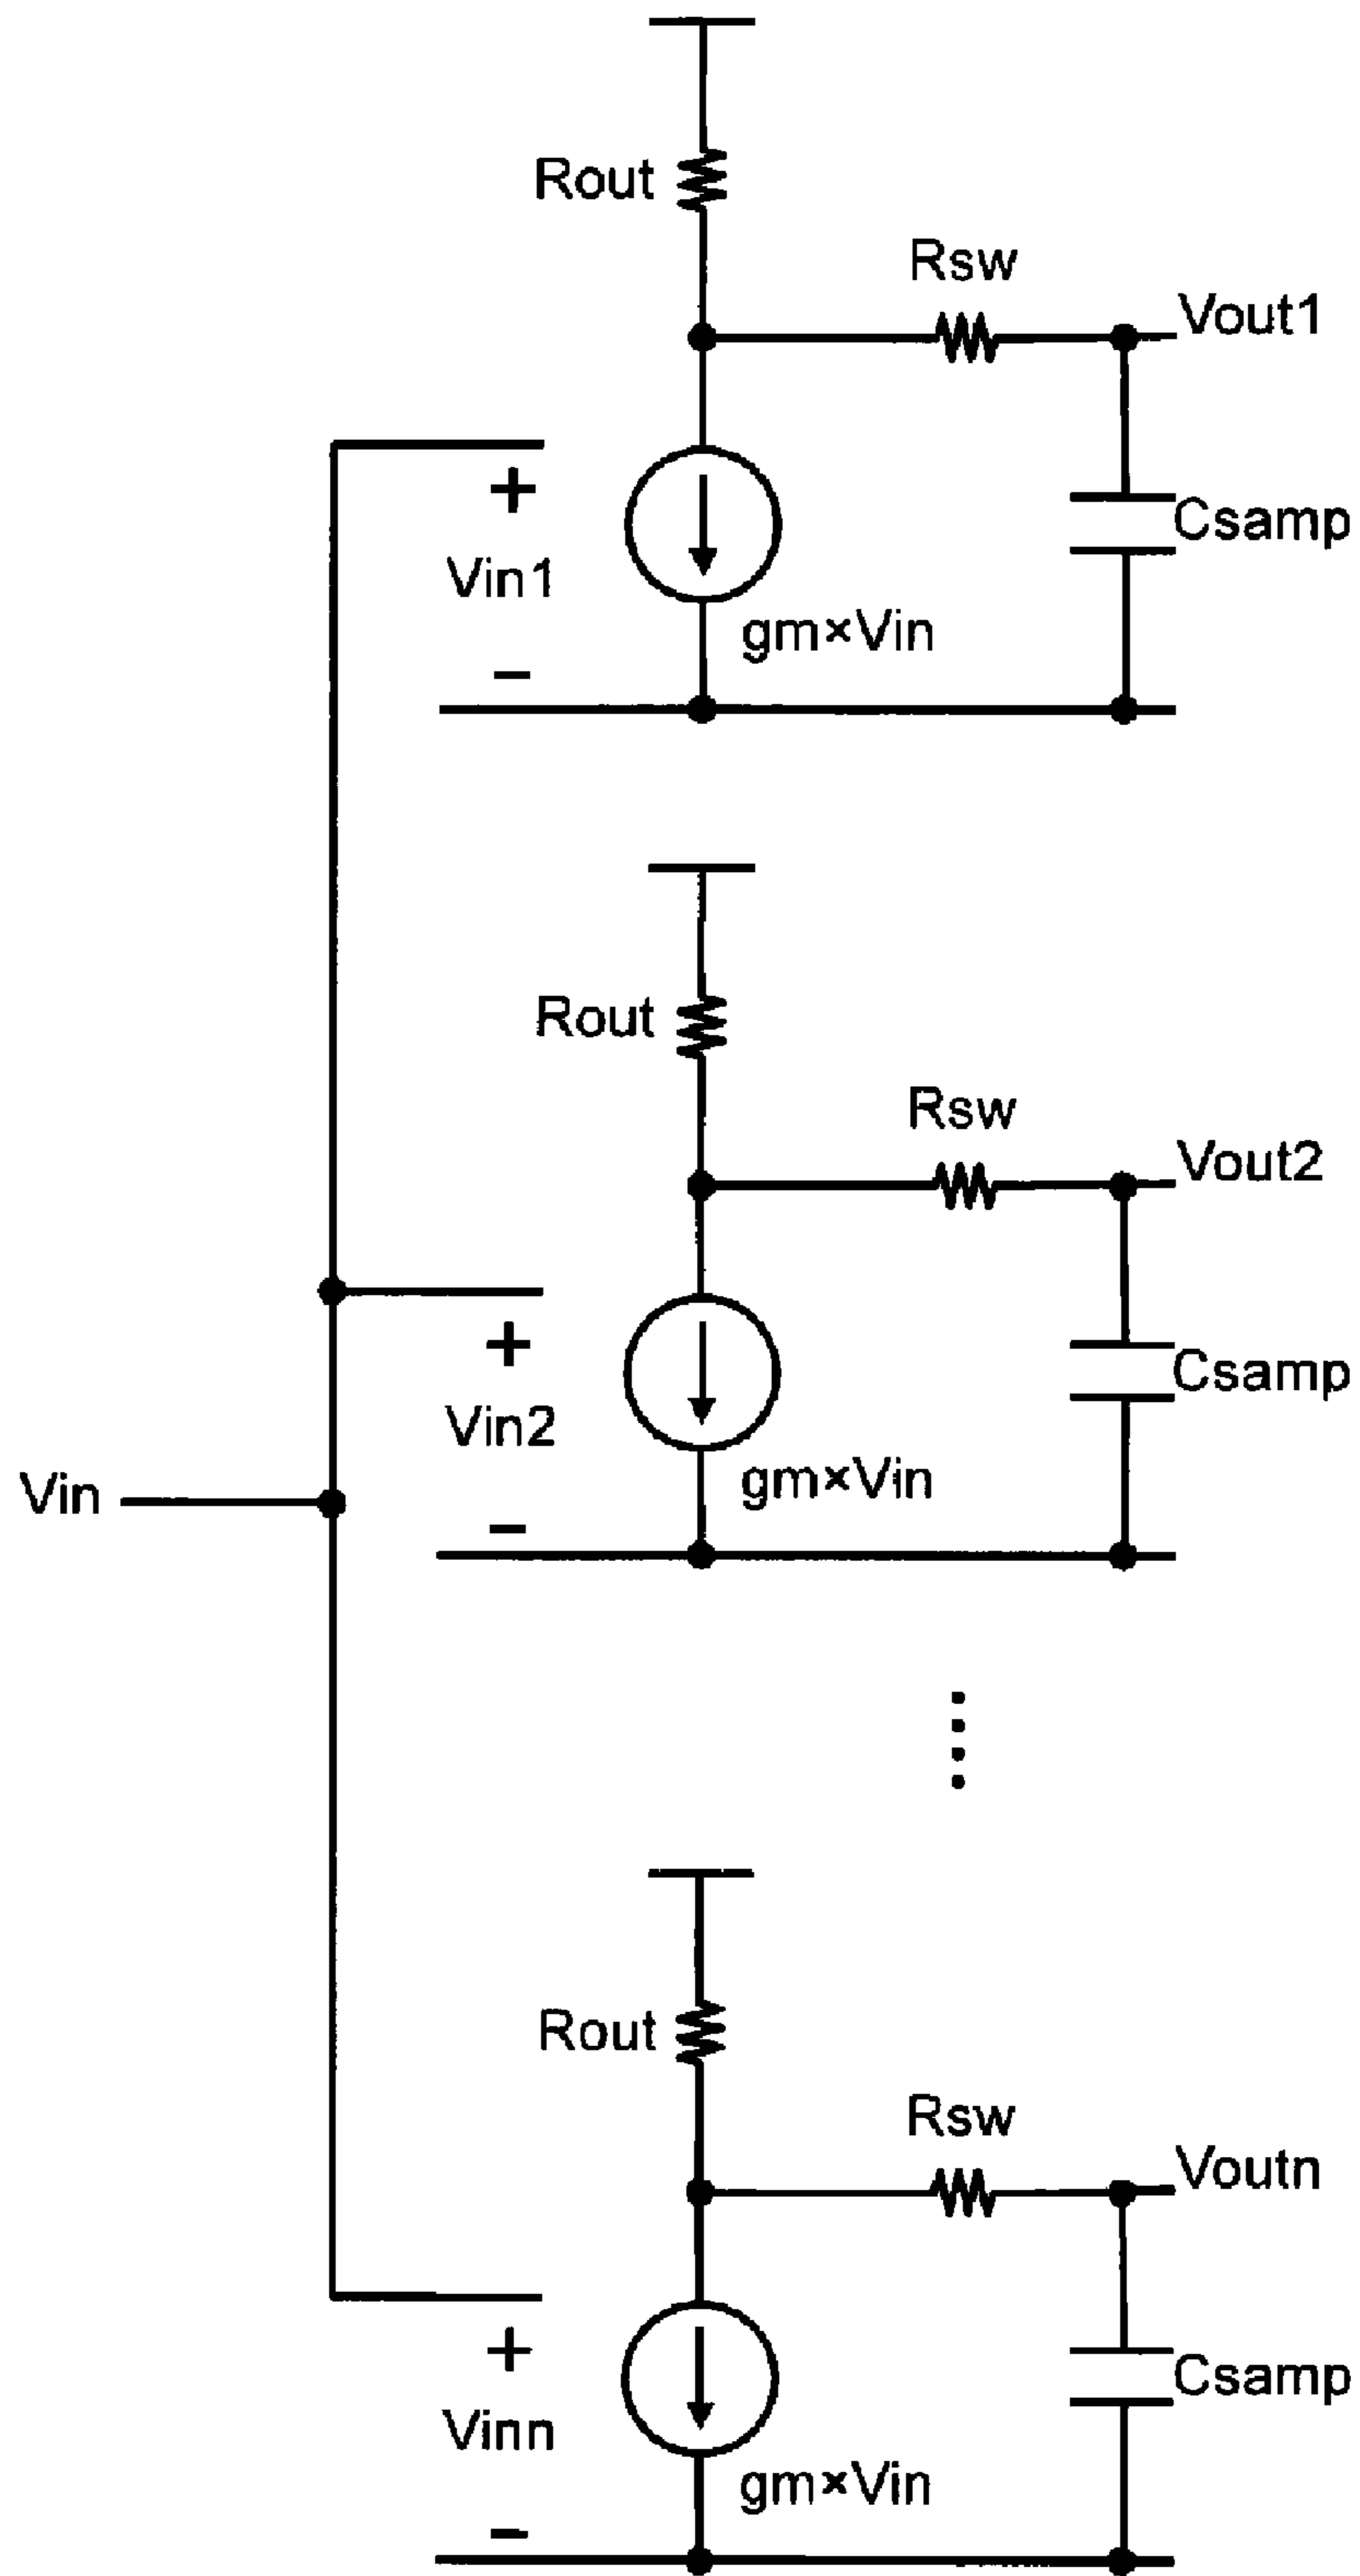 Rout
Rsw
Vout1
+
Vin1
−
Csamp
gm×Vin
Rout
Rsw
Vout2
+
Vin2
−
Csamp
gm×Vin
Vin
Rout
Rsw
Voutn
+
Vinn
−
Csamp
gm×Vin